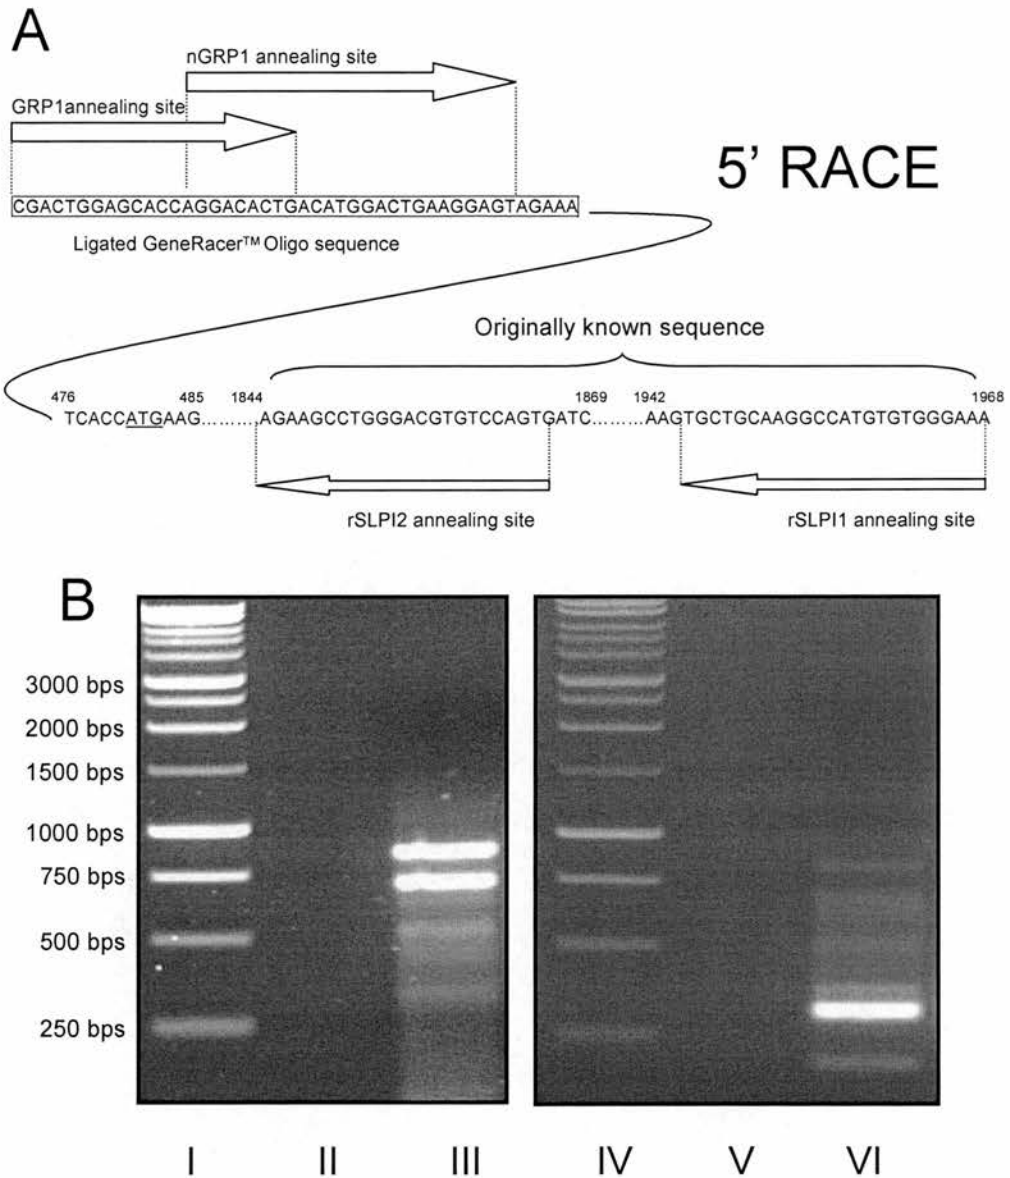 A
nGRP1 annealing site
GRP1annealing site
5’ RACE
CGACTGGAGCACCAGGACACTGACATGGACTGAAGGAGTAGAAA
Ligated GeneRacer™ Oligo sequence
Originally known sequence
476 485 1844 1869 1942 1968
TCACCATGAAG.........AGAAGCCTGGGACGTGTCCAGTGATC.........AAGTGCTGCAAGGCCATGTGTGGGAAA
rSLPI2 annealing site rSLPI1 annealing site
B
3000 bps
2000 bps
1500 bps
1000 bps
750 bps
500 bps
250 bps
I II III IV V VI